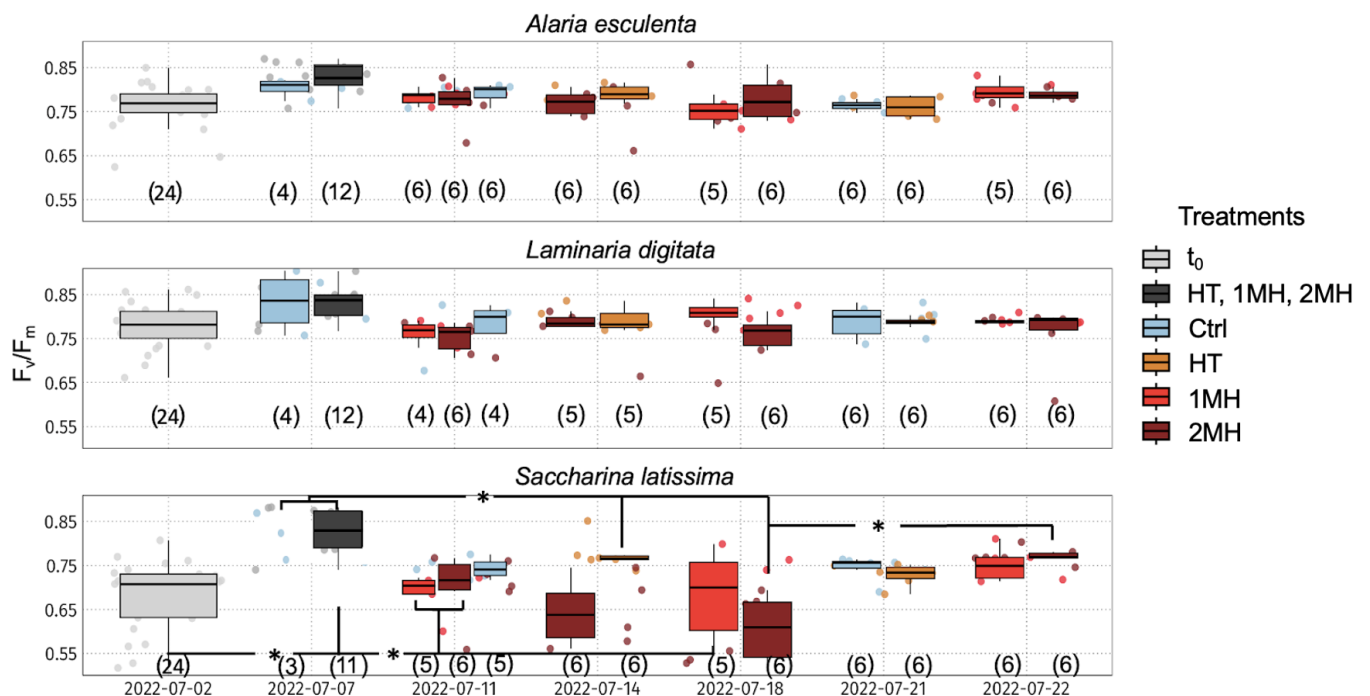 Alaria esculenta
0.85
0.75
0.65
0.55
(24) (4) (12) (6) (6) (6) (6) (6) (5) (6) (6) (6) (5) (6)
Laminaria digitata
0.85
0.75
0.65
0.55
(24) (4) (12) (4) (6) (4) (5) (5) (5) (6) (6) (6) (6) (6)
Saccharina latissima
0.85
0.75
0.65
0.55
* *
* *
(24) (3) (11) (5) (6) (5) (6) (6) (5) (6) (6) (6) (6) (6)
2022-07-02 2022-07-07 2022-07-11 2022-07-14 2022-07-18 2022-07-21 2022-07-22
Fv/Fm
Treatments
t0
HT, 1MH, 2MH
Ctrl
HT
1MH
2MH